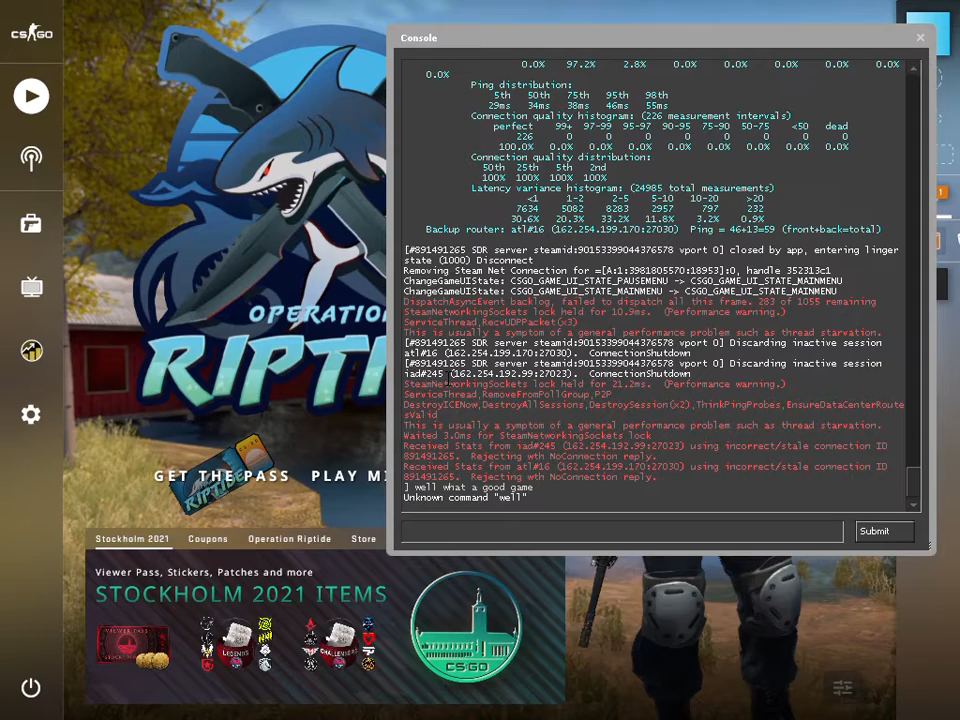 CS:GO
Console
0.0% 97.2% 2.8% 0.0% 0.0% 0.0% 0.0%
0.0%
Ping distribution:
5th 50th 75th 95th 98th
29ms 34ms 38ms 46ms 55ms
Connection quality histogram: (226 measurement intervals)
perfect 99+ 97-99 95-97 90-95 75-90 50-75 <50 dead
226 0 0 0 0 0 0 0 0
100.0% 0.0% 0.0% 0.0% 0.0% 0.0% 0.0% 0.0% 0.0%
Connection quality distribution:
50th 25th 5th 2nd
100% 100% 100% 100%
Latency variance histogram: (24985 total measurements)
<1 1-2 2-5 5-10 10-20 >20
7634 5082 8283 2957 797 232
30.6% 20.3% 33.2% 11.8% 3.2% 0.9%
Backup router: atl#16 (162.254.199.170:27030) Ping = 46+13=59 (front+back=total)
[#891491265 SDR server steamid:90153399044376578 vport 0] closed by app, entering linger
state (1000) Disconnect
Removing Steam Net Connection for =[A:1:3981805570:18953]:0, handle 352313c1
ChangeGameUIState: CSGO_GAME_UI_STATE_PAUSEMENU -> CSGO_GAME_UI_STATE_MAINMENU
ChangeGameUIState: CSGO_GAME_UI_STATE_MAINMENU -> CSGO_GAME_UI_STATE_MAINMENU
DispatchAsyncEvent backlog, failed to dispatch all this frame. 283 of 1055 remaining
SteamNetworkingSockets lock held for 10.9ms. (Performance warning.)
ServiceThread,RecvUDPPacket(x3)
This is usually a symptom of a general performance problem such as thread starvation.
[#891491265 SDR server steamid:90153399044376578 vport 0] Discarding inactive session
atl#16 (162.254.199.170:27030). ConnectionShutdown
[#891491265 SDR server steamid:90153399044376578 vport 0] Discarding inactive session
iad#245 (162.254.192.99:27023). ConnectionShutdown
SteamNetworkingSockets lock held for 21.2ms. (Performance warning.)
ServiceThread,RemoveFromPollGroup,P2P
DestroyICENow,DestroyAllSessions,DestroySession(x2),ThinkPingProbes,EnsureDataCenterRoute
sValid
This is usually a symptom of a general performance problem such as thread starvation.
Waited 3.0ms for SteamNetworkingSockets lock
Received Stats from iad#245 (162.254.192.99:27023) using incorrect/stale connection ID
891491265. Rejecting wth NoConnection reply.
Received Stats from atl#16 (162.254.199.170:27030) using incorrect/stale connection ID
891491265. Rejecting wth NoConnection reply.
] well what a good game
Unknown command "well"
Submit
OPERATION
RIPTI
RIPTIDE
GET THE PASS PLAY MI
Stockholm 2021 Coupons Operation Riptide Store
Viewer Pass, Stickers, Patches and more
STOCKHOLM 2021 ITEMS
VIEWER PASS
LEGENDS
CHALLENGERS
CS:GO
1